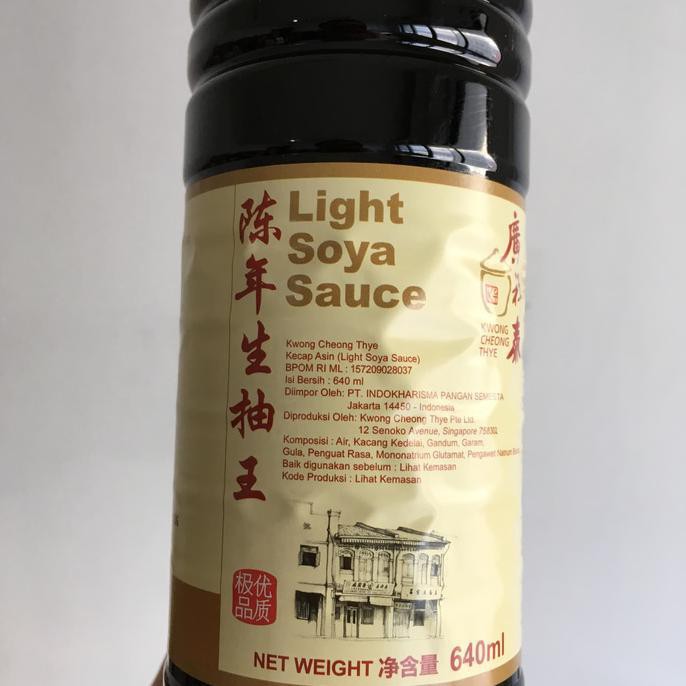 陈年生抽王
Light
Soya
Sauce
廣祥泰
KWONG
CHEONG
THYE
Kwong Cheong Thye
Kecap Asin (Light Soya Sauce)
BPOM RI ML : 157209028037
Isi Bersih : 640 ml
Diimpor Oleh: PT. INDOKHARISMA PANGAN SEMESTA
Jakarta 14450 - Indonesia
Diproduksi Oleh: Kwong Cheong Thye Pte Ltd.
12 Senoko Avenue, Singapore 758302
Komposisi : Air, Kacang Kedelai, Gandum, Garam,
Gula, Penguat Rasa, Mononatrium Glutamat, Pengawet Natrium
Baik digunakan sebelum : Lihat Kemasan
Kode Produksi : Lihat Kemasan
极品优质
NET WEIGHT 净含量 640ml